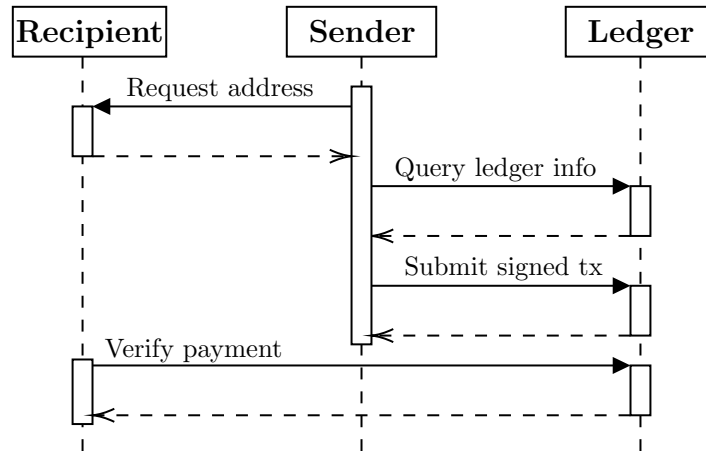 Recipient
Sender
Ledger
Request address
Query ledger info
Submit signed tx
Verify payment